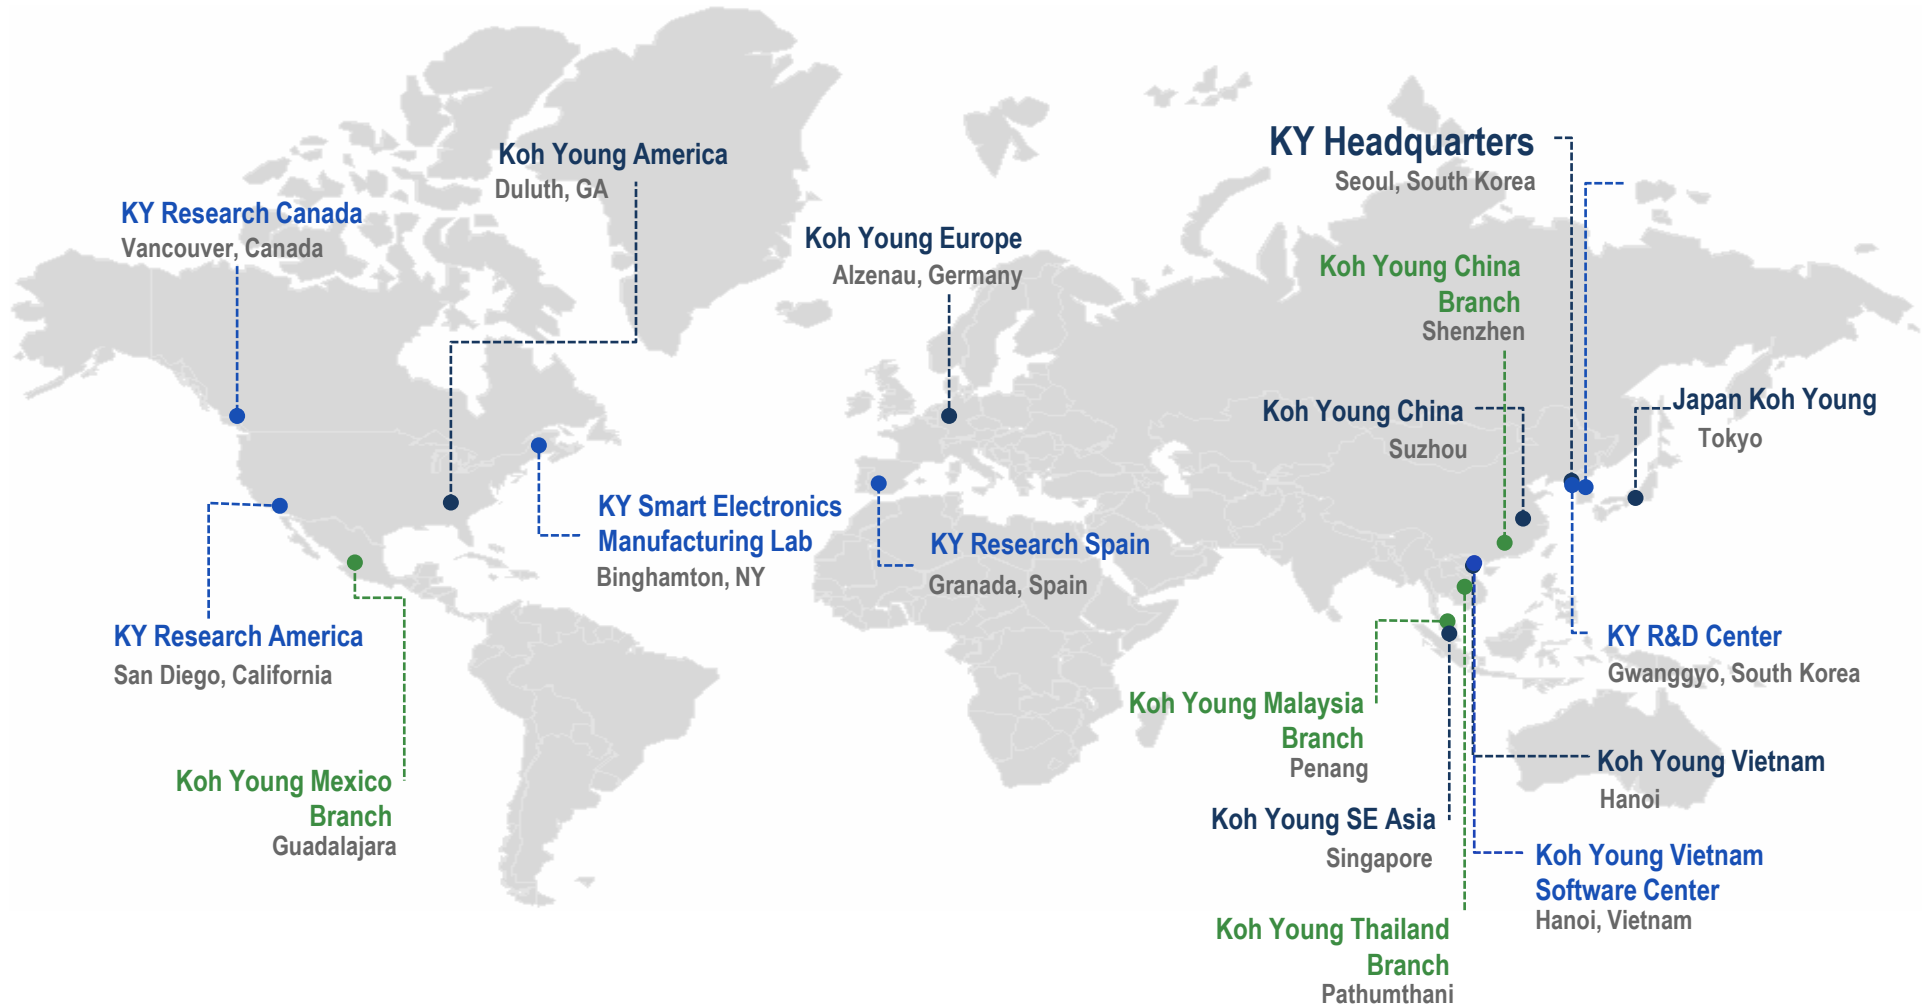 KY Headquarters
Seoul, South Korea
Koh Young America
Duluth, GA
KY Research Canada
Vancouver, Canada
Koh Young Europe
Alzenau, Germany
Koh Young China
Branch
Shenzhen
Koh Young China
Suzhou
Japan Koh Young
Tokyo
KY Smart Electronics
Manufacturing Lab
Binghamton, NY
KY Research Spain
Granada, Spain
KY Research America
San Diego, California
KY R&D Center
Gwanggyo, South Korea
Koh Young Malaysia
Branch
Penang
Koh Young Mexico
Branch
Guadalajara
Koh Young Vietnam
Hanoi
Koh Young SE Asia
Singapore
Koh Young Vietnam
Software Center
Hanoi, Vietnam
Koh Young Thailand
Branch
Pathumthani